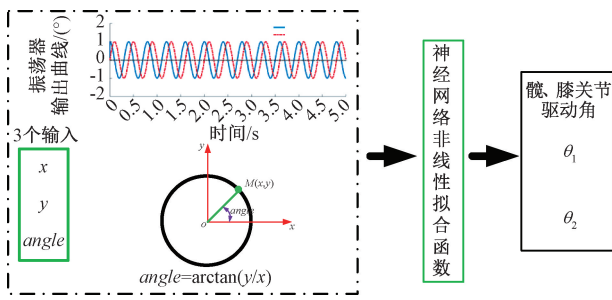 振荡器
输出曲线/(°)
2
1
0
-1
-2
0
0.5
1.0
1.5
2.0
2.5
3.0
3.5
4.0
4.5
5.0
时间/s
3个输入
x
y
angle
y
M(x,y)
angle
o
x
angle=arctan(y/x)
神经网络非线性拟合函数
髋、膝关节
驱动角
θ₁
θ₂